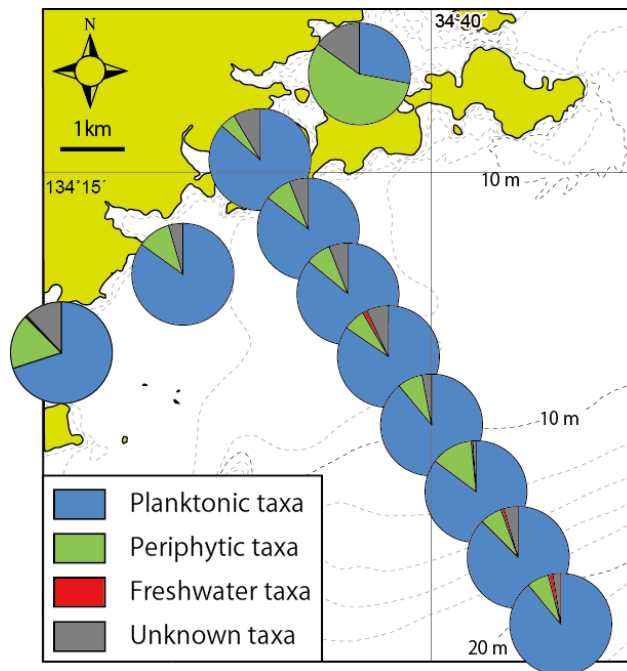 34°40´
N
1km
134°15´
10 m
10 m
Planktonic taxa
Periphytic taxa
Freshwater taxa
Unknown taxa
20 m